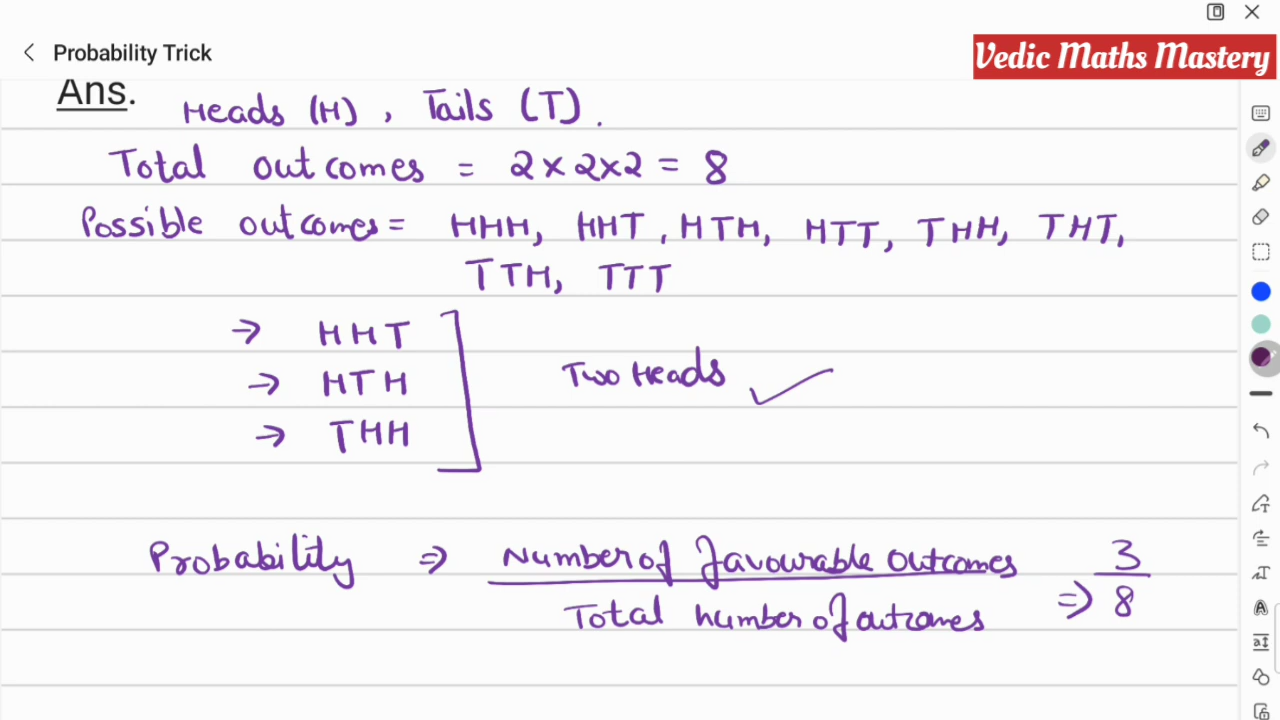 Probability Trick
Vedic Maths Mastery
Ans. Heads (H) , Tails (T) .
Total outcomes = 2 × 2 × 2 = 8
Possible outcomes = HHH, HHT , HTH, HTT, THH, THT,
TTH, TTT
→ HHT
→ HTH
→ THH
Two Heads ✓
Probability ⇒ Number of favourable outcomes
Total number of outcomes
⇒ 3
8